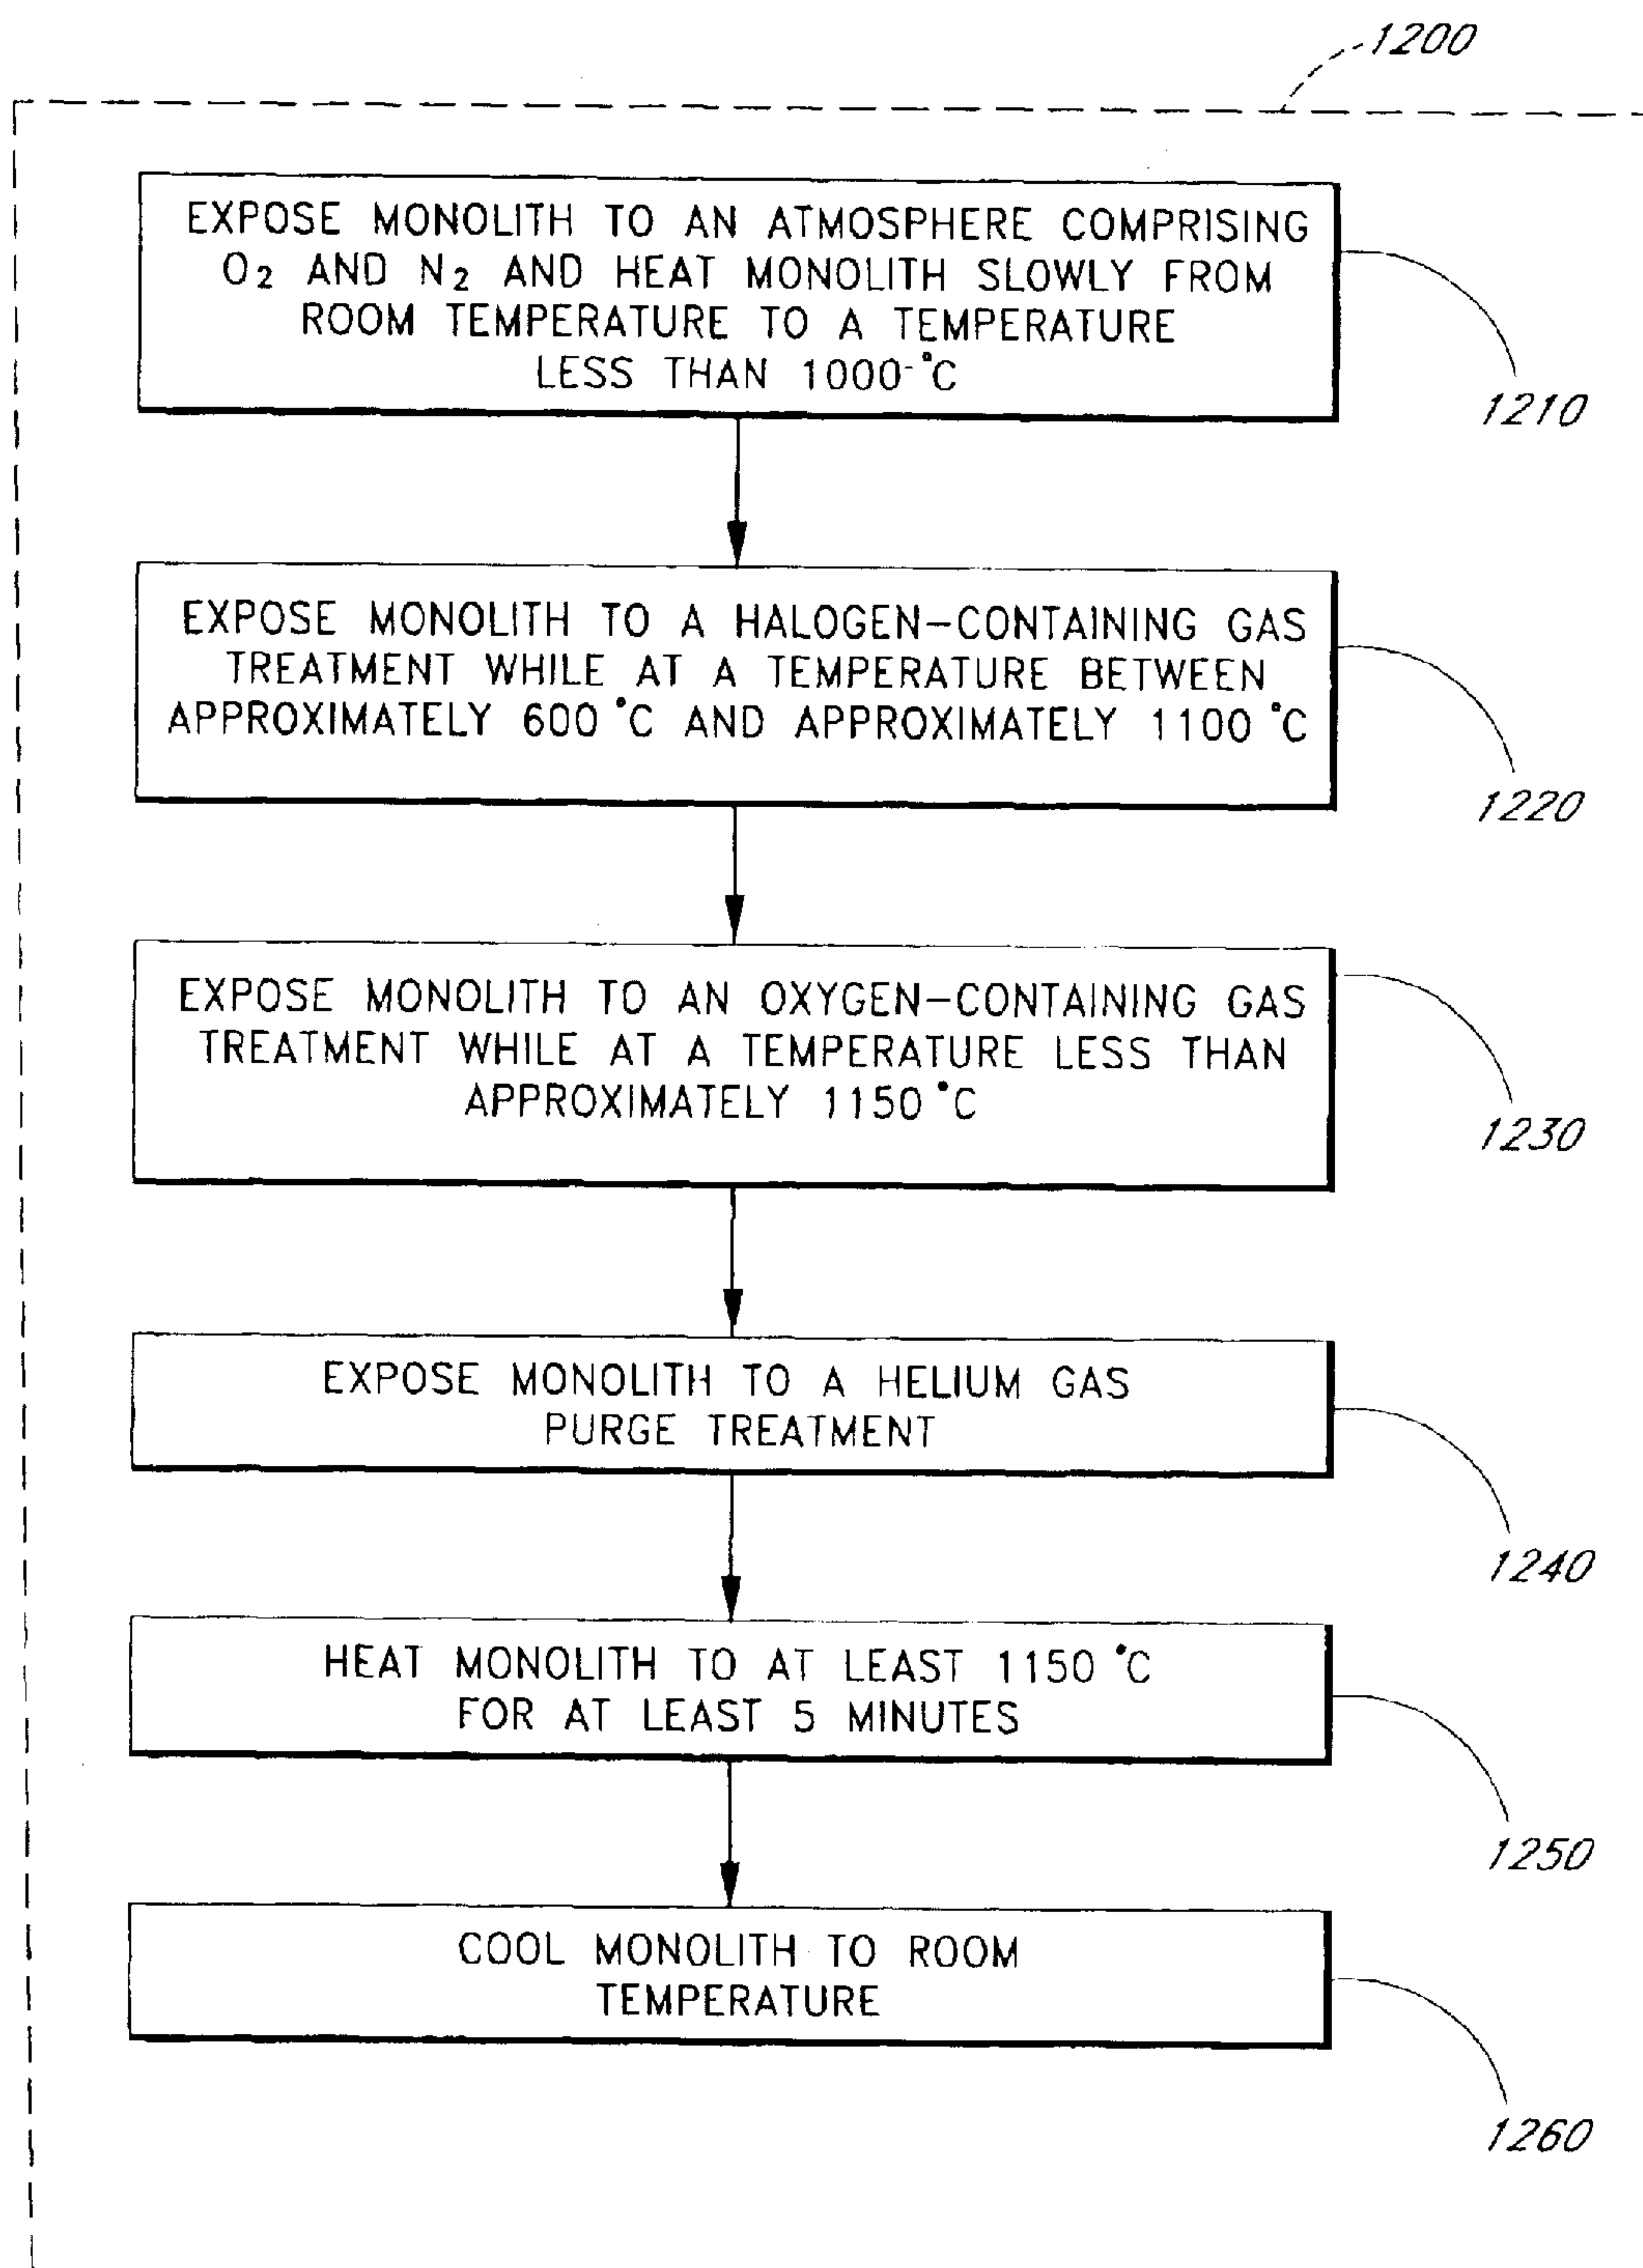 1200
EXPOSE MONOLITH TO AN ATMOSPHERE COMPRISING
O₂ AND N₂ AND HEAT MONOLITH SLOWLY FROM
ROOM TEMPERATURE TO A TEMPERATURE
LESS THAN 1000 °C
1210
EXPOSE MONOLITH TO A HALOGEN-CONTAINING GAS
TREATMENT WHILE AT A TEMPERATURE BETWEEN
APPROXIMATELY 600 °C AND APPROXIMATELY 1100 °C
1220
EXPOSE MONOLITH TO AN OXYGEN-CONTAINING GAS
TREATMENT WHILE AT A TEMPERATURE LESS THAN
APPROXIMATELY 1150 °C
1230
EXPOSE MONOLITH TO A HELIUM GAS
PURGE TREATMENT
1240
HEAT MONOLITH TO AT LEAST 1150 °C
FOR AT LEAST 5 MINUTES
1250
COOL MONOLITH TO ROOM
TEMPERATURE
1260